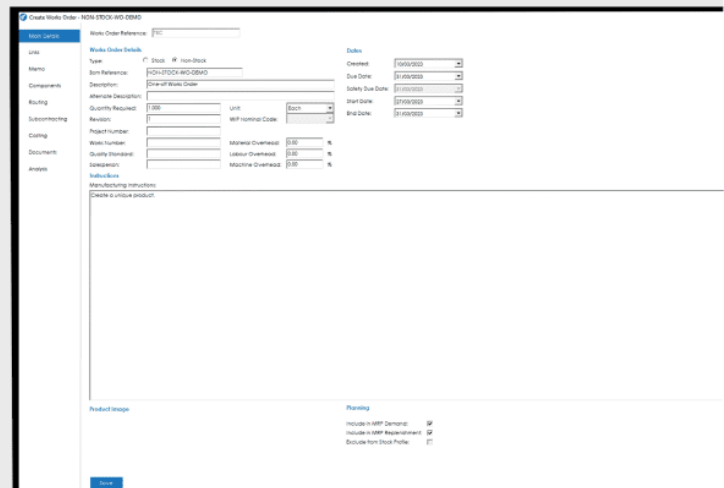 Create Works Order - NON-STOCK-WO-DEMO
Main Details
Links
Memo
Components
Routing
Subcontracting
Costing
Documents
Analysis
Works Order Reference: TBC
Works Order Details
Type: Stock Non-Stock
Bom Reference: NON-STOCK-WO-DEMO
Description: One-off Works Order
Alternate Description:
Quantity Required: 1.000 Unit: Each
Revision: 1 WIP Nominal Code:
Project Number:
Works Number: Material Overhead: 0.00 %
Quality Standard: Labour Overhead: 0.00 %
Salesperson: Machine Overhead: 0.00 %
Dates
Created: 10/03/2023
Due Date: 31/03/2023
Safety Due Date: 31/03/2023
Start Date: 27/03/2023
End Date: 31/03/2023
Instructions
Manufacturing Instructions:
Create a unique product.
Product Image
Planning
Include in MRP Demand:
Include in MRP Replenishment:
Exclude from Stock Profile:
Save